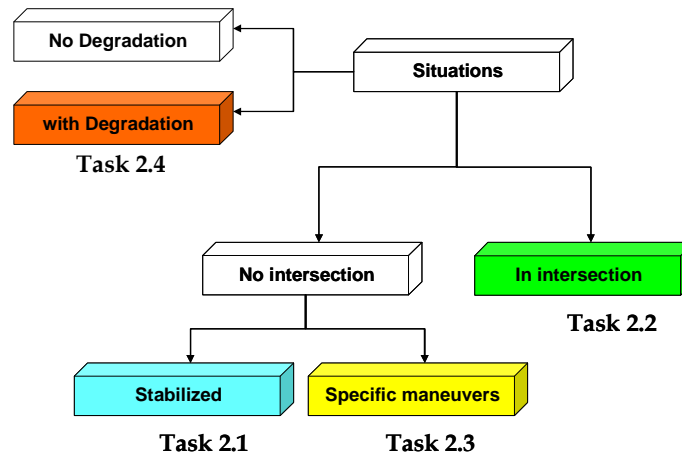 No Degradation
Situations
with Degradation
Task 2.4
No intersection
In intersection
Task 2.2
Stabilized
Specific maneuvers
Task 2.1
Task 2.3